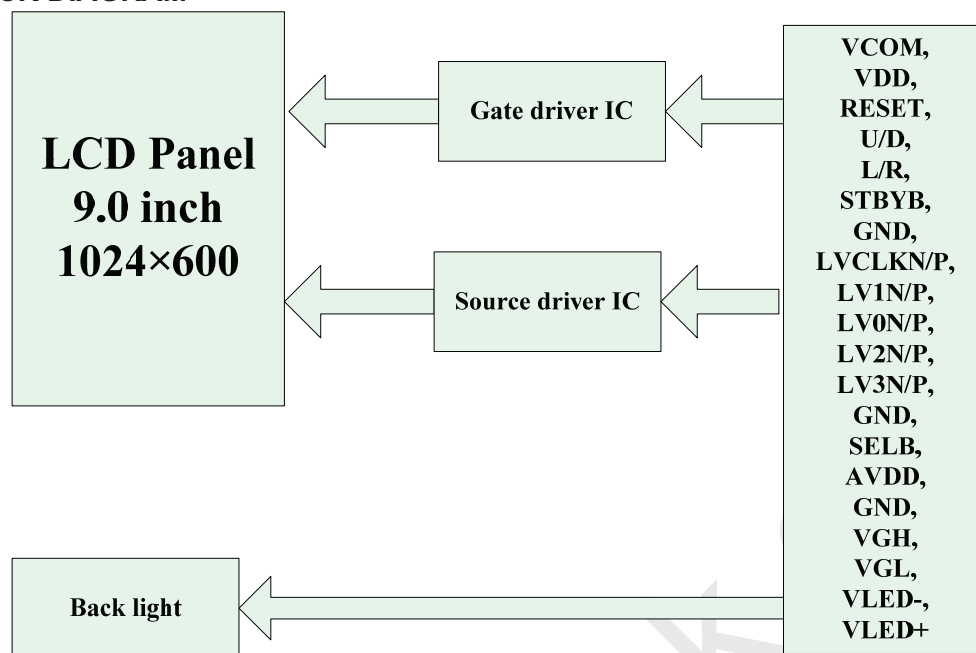 LCD Panel
9.0 inch
1024×600
Gate driver IC
Source driver IC
Back light
VCOM,
VDD,
RESET,
U/D,
L/R,
STBYB,
GND,
LVCLKN/P,
LV1N/P,
LV0N/P,
LV2N/P,
LV3N/P,
GND,
SELB,
AVDD,
GND,
VGH,
VGL,
VLED-,
VLED+